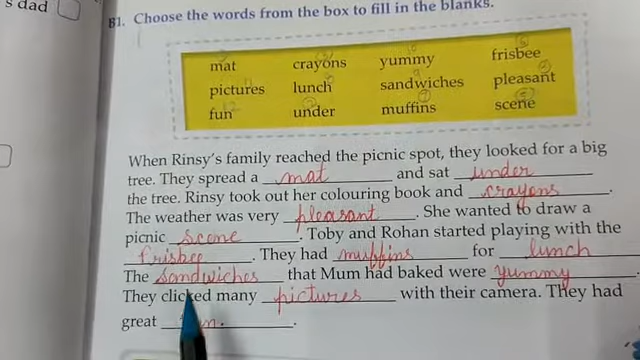 s dad
B1. Choose the words from the box to fill in the blanks.
mat crayons yummy frisbee
pictures lunch sandwiches pleasant
fun under muffins scene
When Rinsy's family reached the picnic spot, they looked for a big
tree. They spread a mat and sat under
the tree. Rinsy took out her colouring book and crayons.
The weather was very pleasant. She wanted to draw a
picnic scene. Toby and Rohan started playing with the
frisbee. They had muffins for lunch
The sandwiches that Mum had baked were yummy.
They clicked many pictures with their camera. They had
great fun.